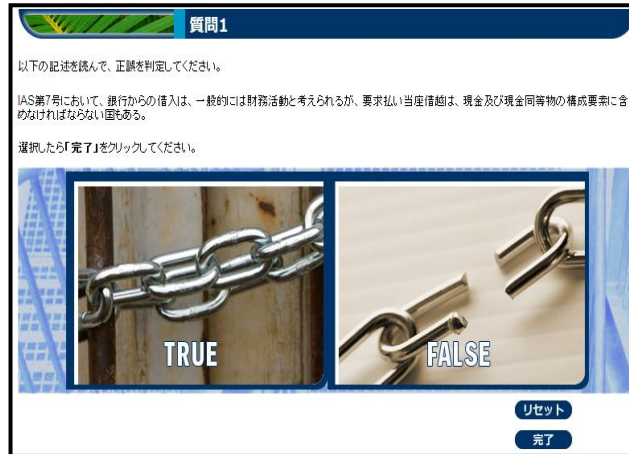 質問1
以下の記述を読んで、正誤を判定してください。
IAS第7号において、銀行からの借入は、一般的には財務活動と考えられるが、要求払い当座借越は、現金及び現金同等物の構成要素に含
めなければならない国もある。
選択したら「完了」をクリックしてください。
TRUE
FALSE
リセット
完了